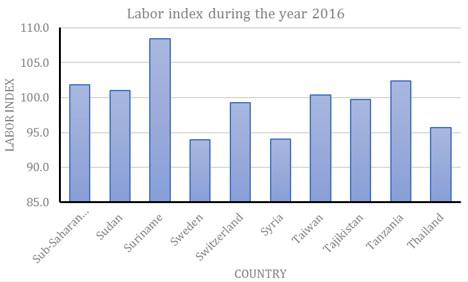 Labor index during the year 2016
LABOR INDEX
110.0
105.0
100.0
95.0
90.0
85.0
Sub-Saharan...
Sudan
Suriname
Sweden
Switzerland
Syria
Taiwan
Tajikistan
Tanzania
Thailand
COUNTRY